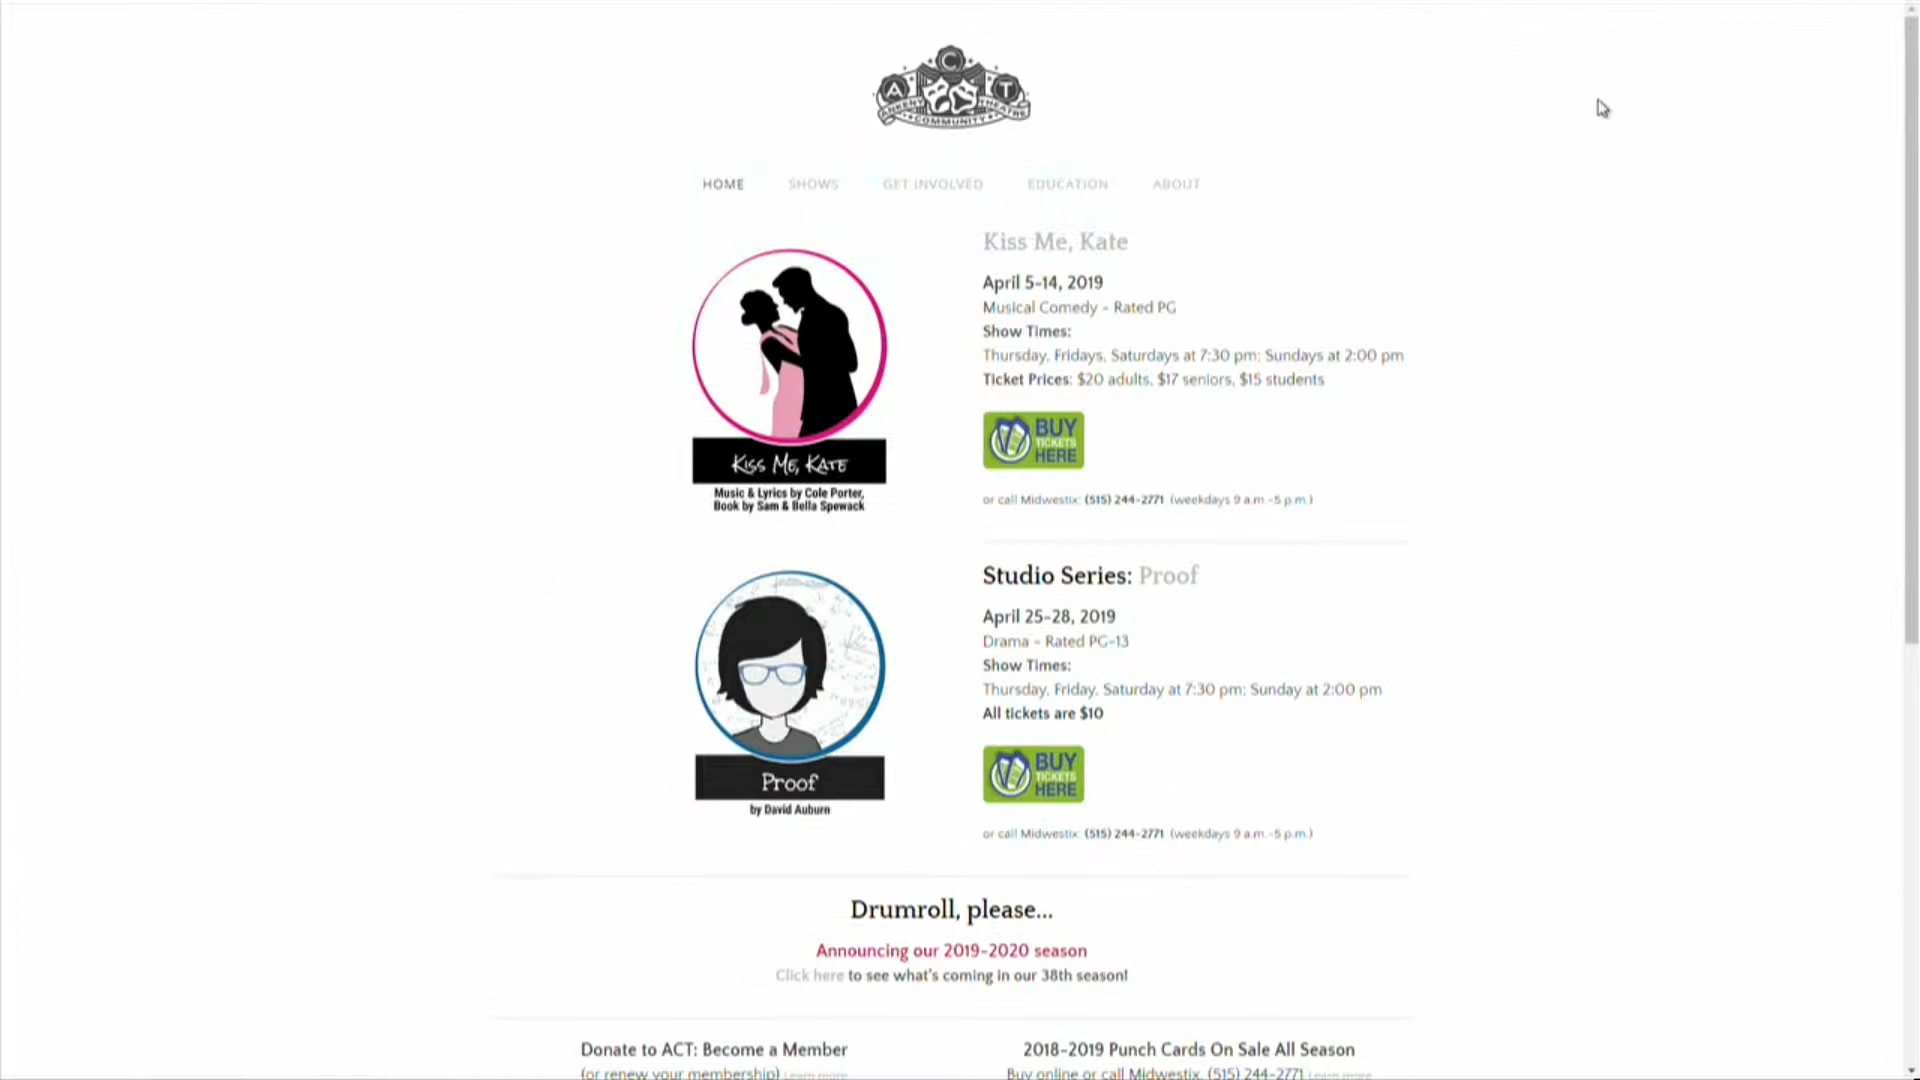 A C T
ANKENY THEATRE
COMMUNITY
HOME SHOWS GET INVOLVED EDUCATION ABOUT
Kiss Me, Kate
April 5-14, 2019
Musical Comedy - Rated PG
Show Times:
Thursday, Fridays, Saturdays at 7:30 pm; Sundays at 2:00 pm
Ticket Prices: $20 adults, $17 seniors, $15 students
BUY
TICKETS
HERE
or call Midwestix: (515) 244-2771 (weekdays 9 a.m.-5 p.m.)
Kiss Me, Kate
Music & Lyrics by Cole Porter,
Book by Sam & Bella Spewack
Studio Series: Proof
April 25-28, 2019
Drama - Rated PG-13
Show Times:
Thursday, Friday, Saturday at 7:30 pm; Sunday at 2:00 pm
All tickets are $10
BUY
TICKETS
HERE
or call Midwestix: (515) 244-2771 (weekdays 9 a.m.-5 p.m.)
Proof
by David Auburn
Drumroll, please...
Announcing our 2019-2020 season
Click here to see what's coming in our 38th season!
Donate to ACT: Become a Member
(or renew your membership) Learn more
2018-2019 Punch Cards On Sale All Season
Buy online or call Midwestix, (515) 244-2771 Learn more